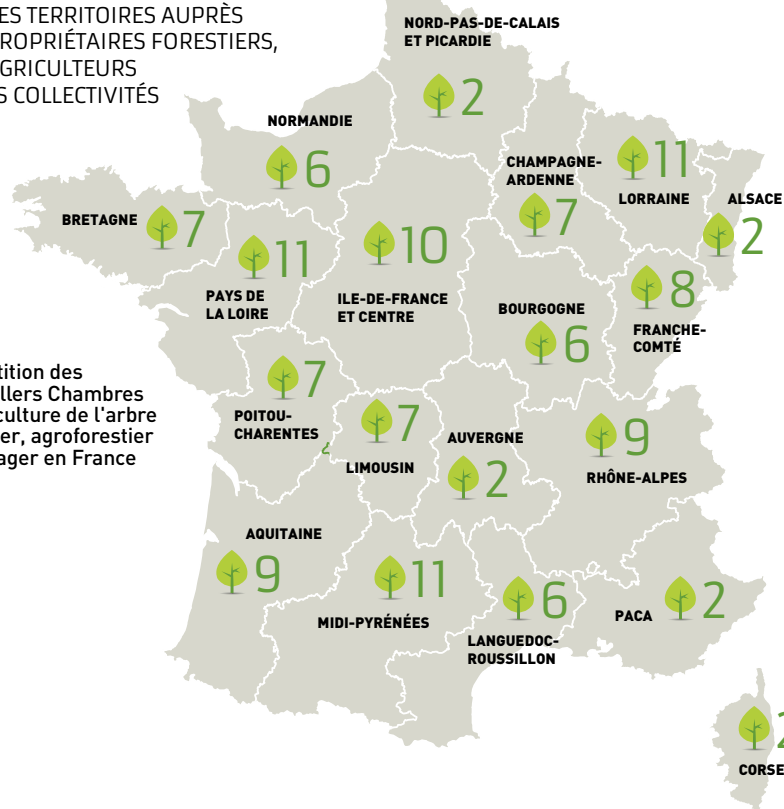 ES TERRITOIRES AUPRÈS
ROPRIÉTAIRES FORESTIERS,
GRICULTEURS
S COLLECTIVITÉS
NORD-PAS-DE-CALAIS
ET PICARDIE
2
NORMANDIE
6
CHAMPAGNE-
ARDENNE
7
11
LORRAINE
ALSACE
2
BRETAGNE
7
11
PAYS DE
LA LOIRE
10
ILE-DE-FRANCE
ET CENTRE
BOURGOGNE
6
8
FRANCHE-
COMTÉ
tition des
llers Chambres
culture de l'arbre
er, agroforestier
ager en France
7
POITOU-
CHARENTES
7
LIMOUSIN
AUVERGNE
2
9
RHÔNE-ALPES
AQUITAINE
9
11
MIDI-PYRÉNÉES
6
LANGUEDOC-
ROUSSILLON
PACA
2
2
CORSE